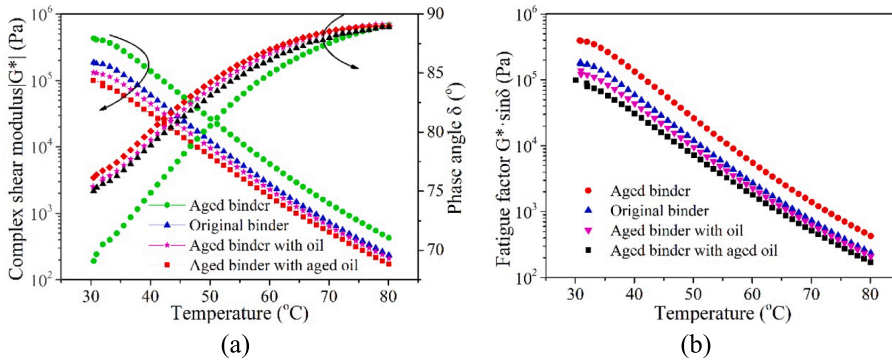 (a)
Complex shear modulus|G*| (Pa)
10^6
10^5
10^4
10^3
10^2
90
85
80
75
70
Phase angle δ (°)
Aged binder
Original binder
Aged binder with oil
Aged binder with aged oil
30 40 50 60 70 80
Temperature (°C)
(a)
(b)
Fatigue factor G*·sinδ (Pa)
10^6
10^5
10^4
10^3
10^2
Aged binder
Original binder
Aged binder with oil
Aged binder with aged oil
30 40 50 60 70 80
Temperature (°C)
(b)